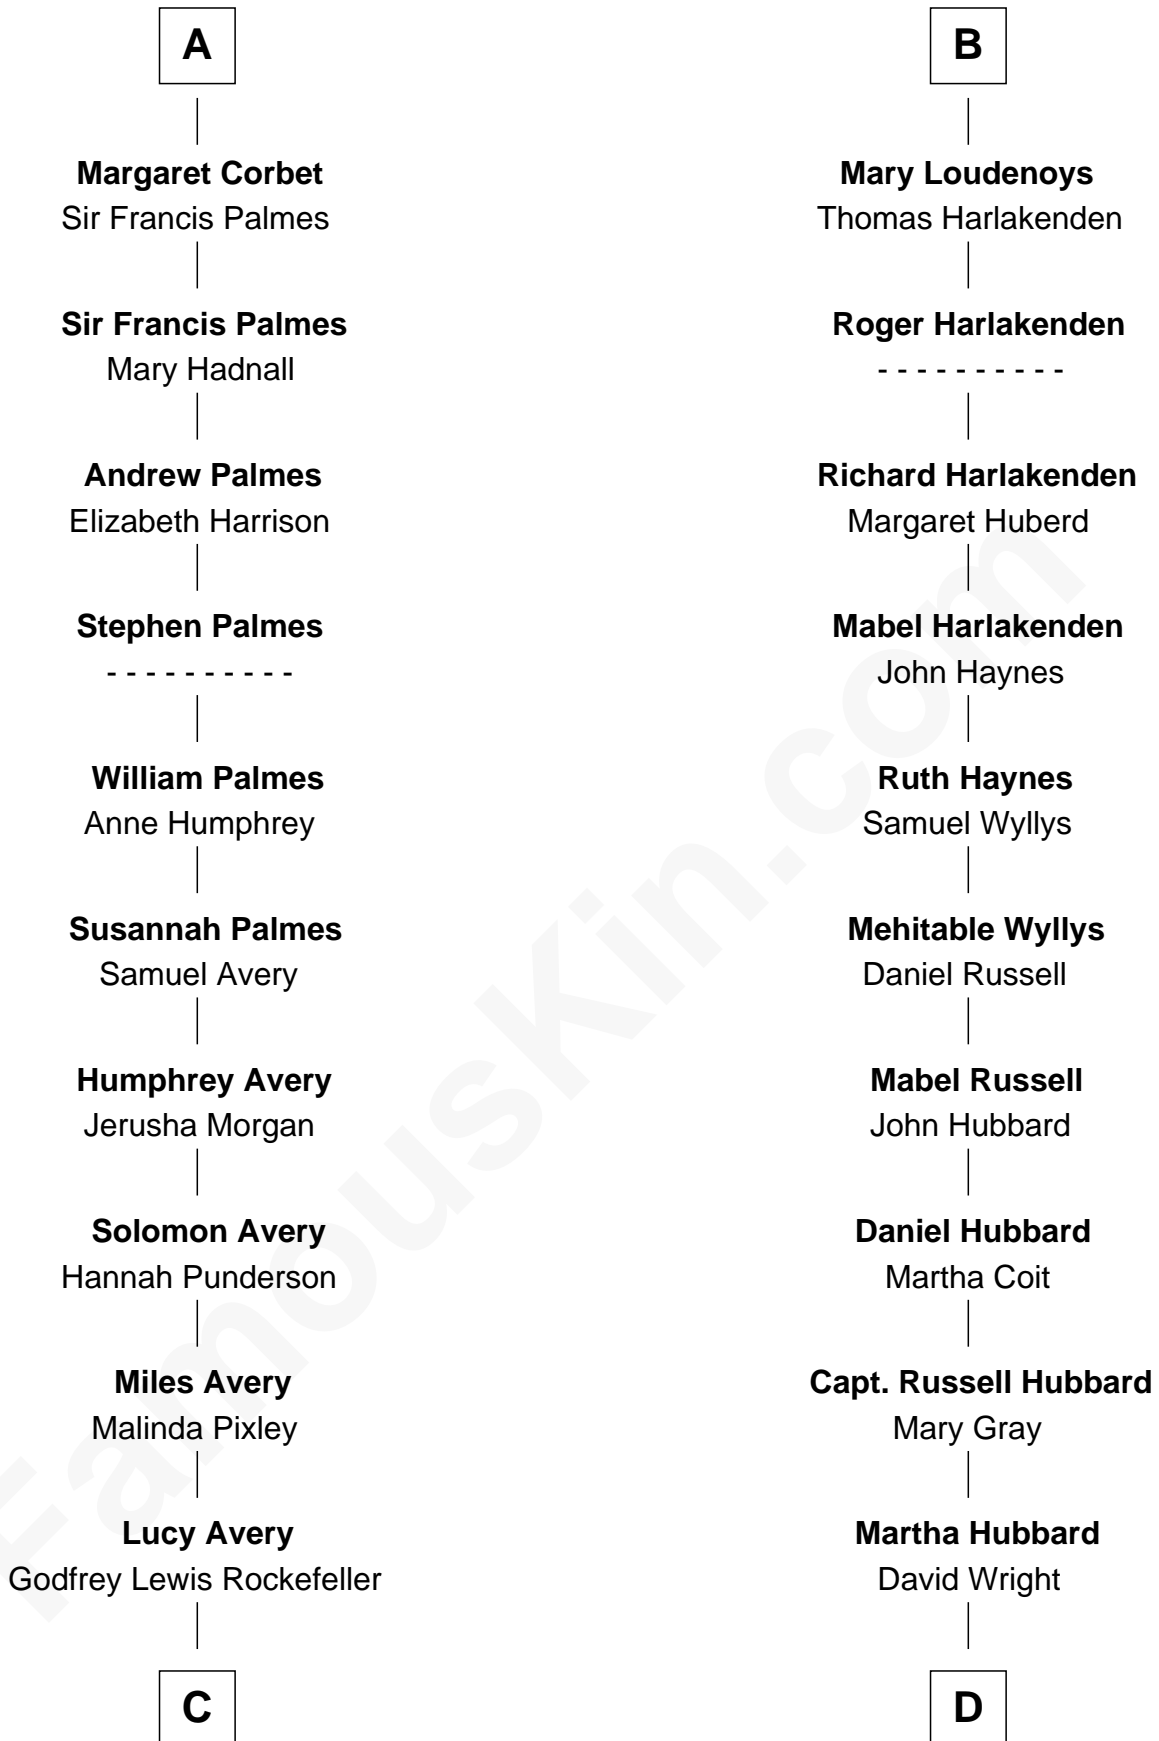 A
Margaret Corbet
Sir Francis Palmes
Sir Francis Palmes
Mary Hadnall
Andrew Palmes
Elizabeth Harrison
Stephen Palmes
- - - - - - - - - -
William Palmes
Anne Humphrey
Susannah Palmes
Samuel Avery
Humphrey Avery
Jerusha Morgan
Solomon Avery
Hannah Punderson
Miles Avery
Malinda Pixley
Lucy Avery
Godfrey Lewis Rockefeller
C
B
Mary Loudenoys
Thomas Harlakenden
Roger Harlakenden
- - - - - - - - - -
Richard Harlakenden
Margaret Huberd
Mabel Harlakenden
John Haynes
Ruth Haynes
Samuel Wyllys
Mehitable Wyllys
Daniel Russell
Mabel Russell
John Hubbard
Daniel Hubbard
Martha Coit
Capt. Russell Hubbard
Mary Gray
Martha Hubbard
David Wright
D
FamousKin.com